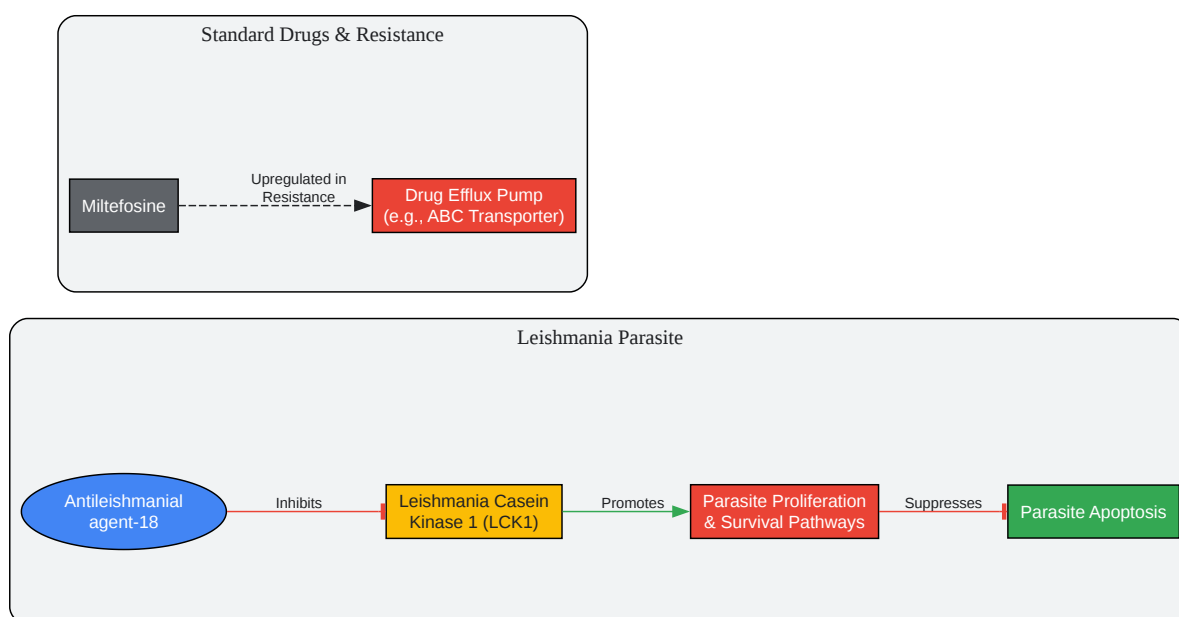 Standard Drugs & Resistance
Miltefosine
Upregulated in
Resistance
Drug Efflux Pump
(e.g., ABC Transporter)
Leishmania Parasite
Antileishmanial
agent-18
Inhibits
Leishmania Casein
Kinase 1 (LCK1)
Promotes
Parasite Proliferation
& Survival Pathways
Suppresses
Parasite Apoptosis